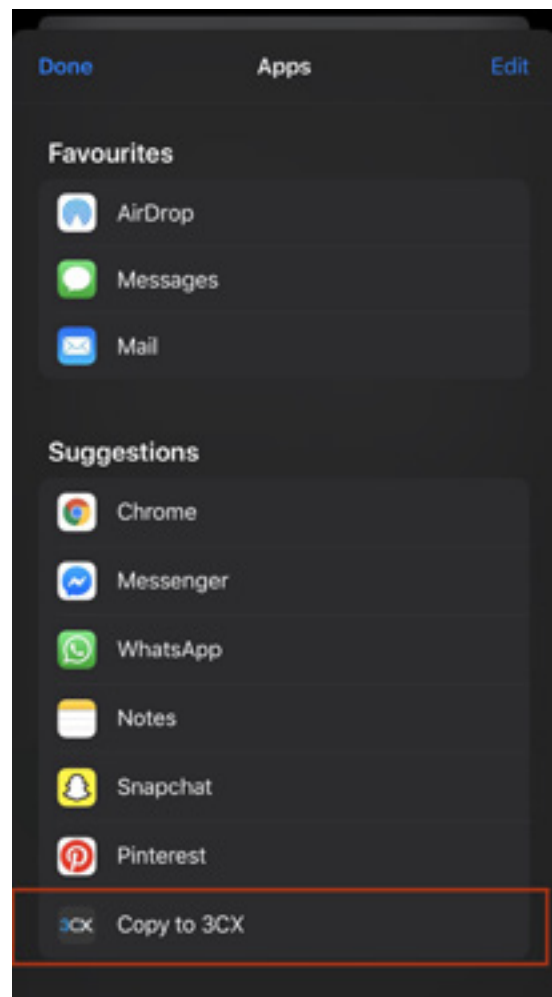 Done Apps Edit
Favourites
AirDrop
Messages
Mail
Suggestions
Chrome
Messenger
WhatsApp
Notes
Snapchat
Pinterest
3CX Copy to 3CX